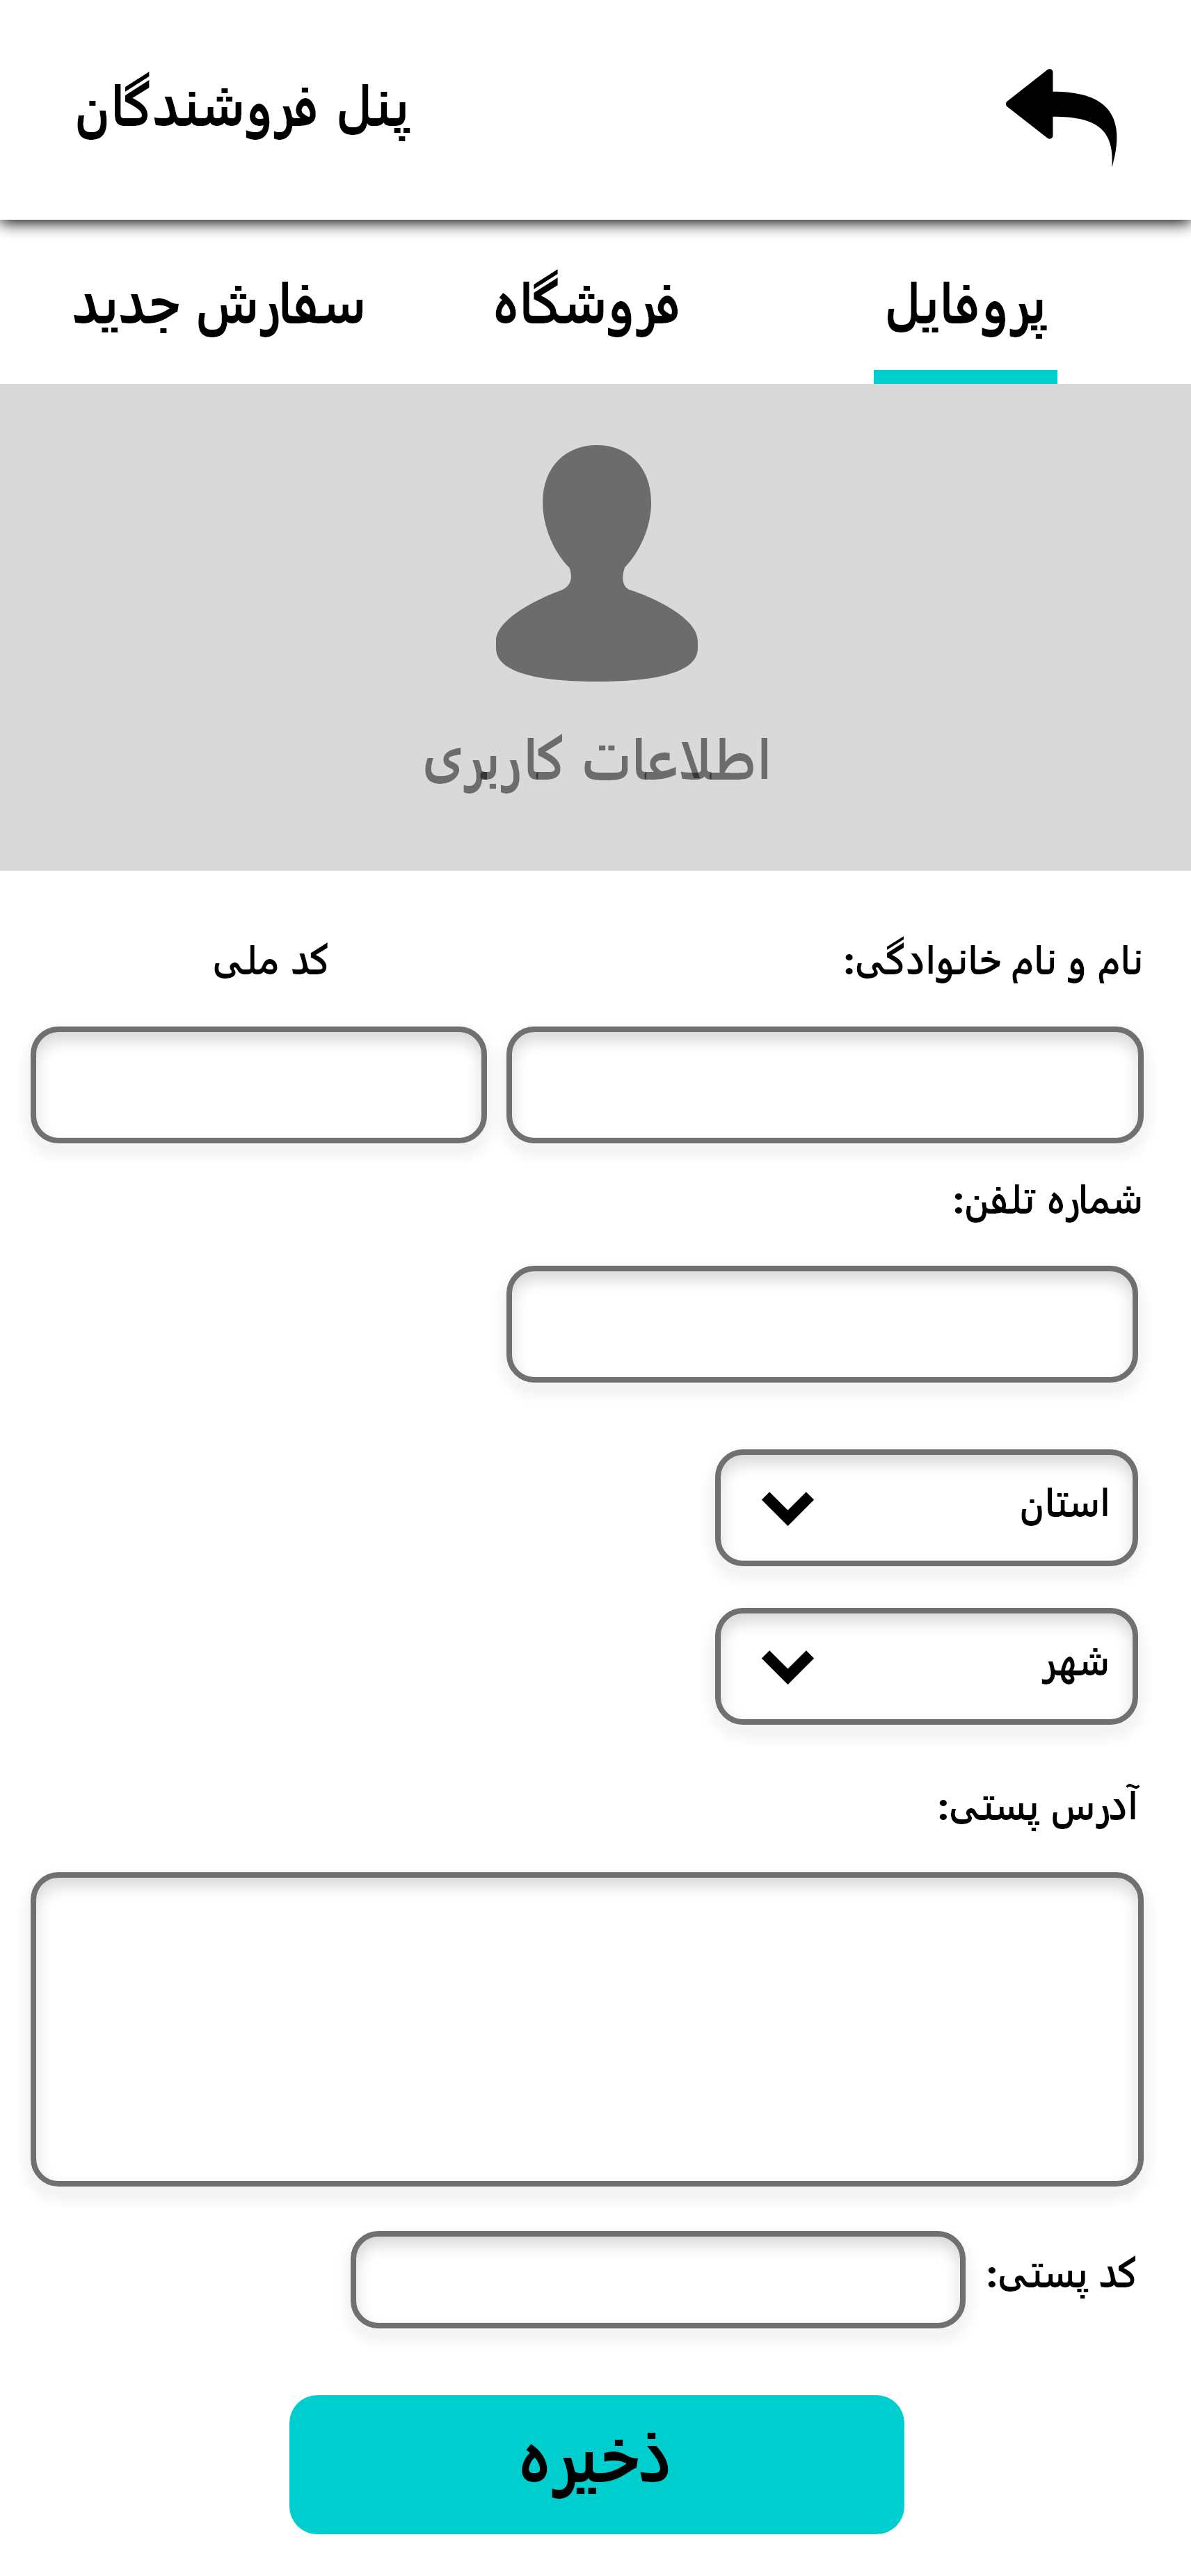 پنل فروشندگان
پروفایل فروشگاه سفارش جدید
اطلاعات کاربری
نام و نام خانوادگی: کد ملی
شماره تلفن:
استان
شهر
آدرس پستی:
کد پستی:
ذخیره